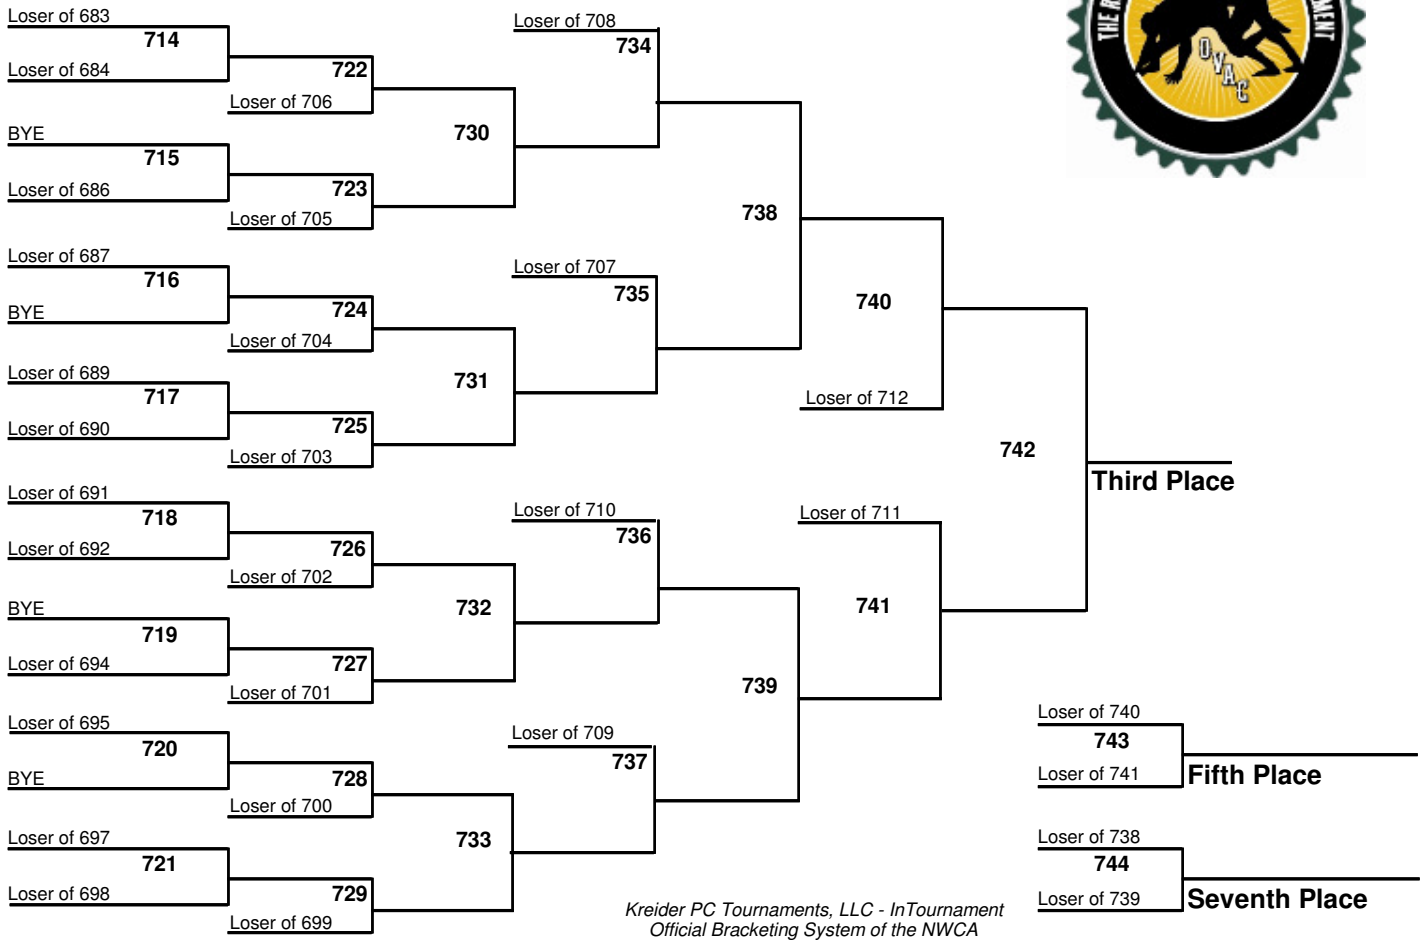 Loser of 683
714
Loser of 684
722
Loser of 706
BYE
715
Loser of 686
723
Loser of 705
730
Loser of 708
734
Loser of 687
716
BYE
724
Loser of 704
Loser of 689
717
Loser of 690
725
Loser of 703
731
Loser of 707
735
738
740
Loser of 712
Loser of 691
718
Loser of 692
726
Loser of 702
BYE
719
Loser of 694
727
Loser of 701
732
Loser of 710
736
Loser of 695
720
BYE
728
Loser of 700
Loser of 697
721
Loser of 698
729
Loser of 699
733
Loser of 709
737
739
Loser of 711
741
742
Third Place
Loser of 740
743
Loser of 741
Fifth Place
Loser of 738
744
Loser of 739
Seventh Place
OVAC
Kreider PC Tournaments, LLC - InTournament
Official Bracketing System of the NWCA